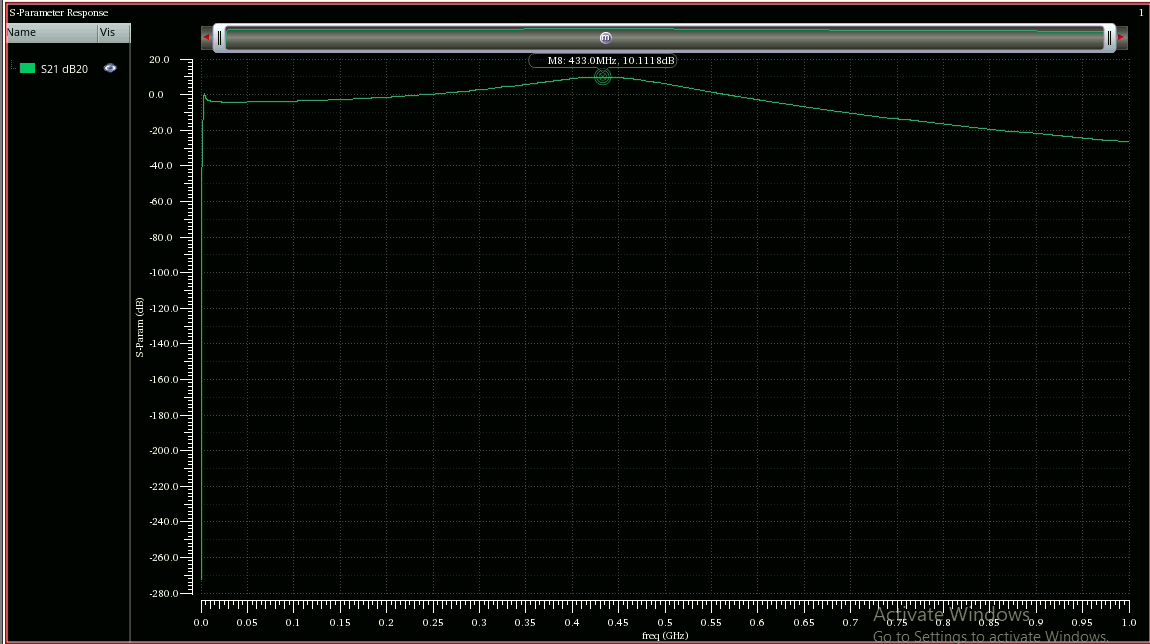 S-Parameter Response
1
Name Vis
S21 dB20
m
M8: 433.0MHz, 10.1118dB
S-Param (dB)
20.0
0.0
-20.0
-40.0
-60.0
-80.0
-100.0
-120.0
-140.0
-160.0
-180.0
-200.0
-220.0
-240.0
-260.0
-280.0
0.0 0.05 0.1 0.15 0.2 0.25 0.3 0.35 0.4 0.45 0.5 0.55 0.6 0.65 0.7 0.75 0.8 0.85 0.9 0.95 1.0
freq (GHz)
Activate Windows
Go to Settings to activate Windows.